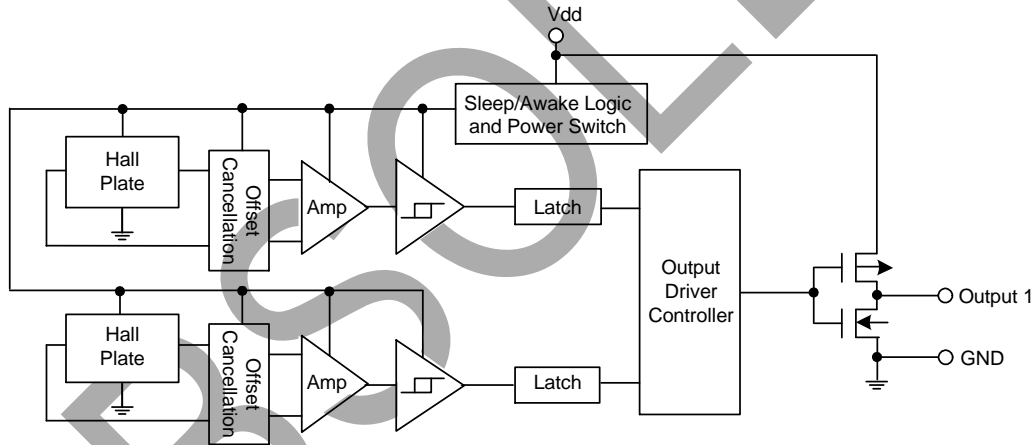 Vdd
Sleep/Awake Logic
and Power Switch
Hall
Plate
Offset
Cancellation
Amp
Latch
Output
Driver
Controller
Output 1
GND
Hall
Plate
Offset
Cancellation
Amp
Latch